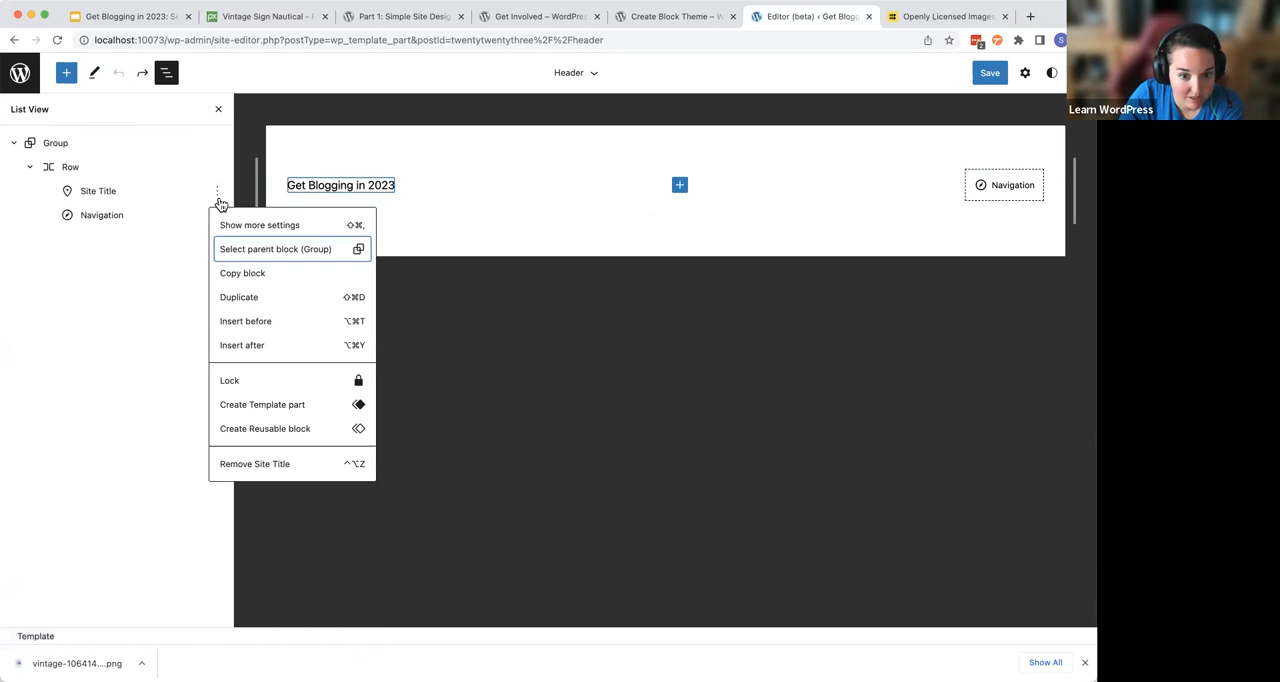 Get Blogging in 2023: Se
Vintage Sign Nautical - F
Part 1: Simple Site Desig
Get Involved – WordPres
Create Block Theme – W
Editor (beta) ‹ Get Blogg
Openly Licensed Images
localhost:10073/wp-admin/site-editor.php?postType=wp_template_part&postId=twentytwentythree%2F%2Fheader
2
S
Header
Save
Learn WordPress
List View
Group
Row
Site Title
Navigation
Get Blogging in 2023
Navigation
Show more settings ⇧⌘,
Select parent block (Group)
Copy block
Duplicate ⇧⌘D
Insert before ⌥⌘T
Insert after ⌥⌘Y
Lock
Create Template part
Create Reusable block
Remove Site Title ^⌥Z
Template
vintage-106414....png
Show All